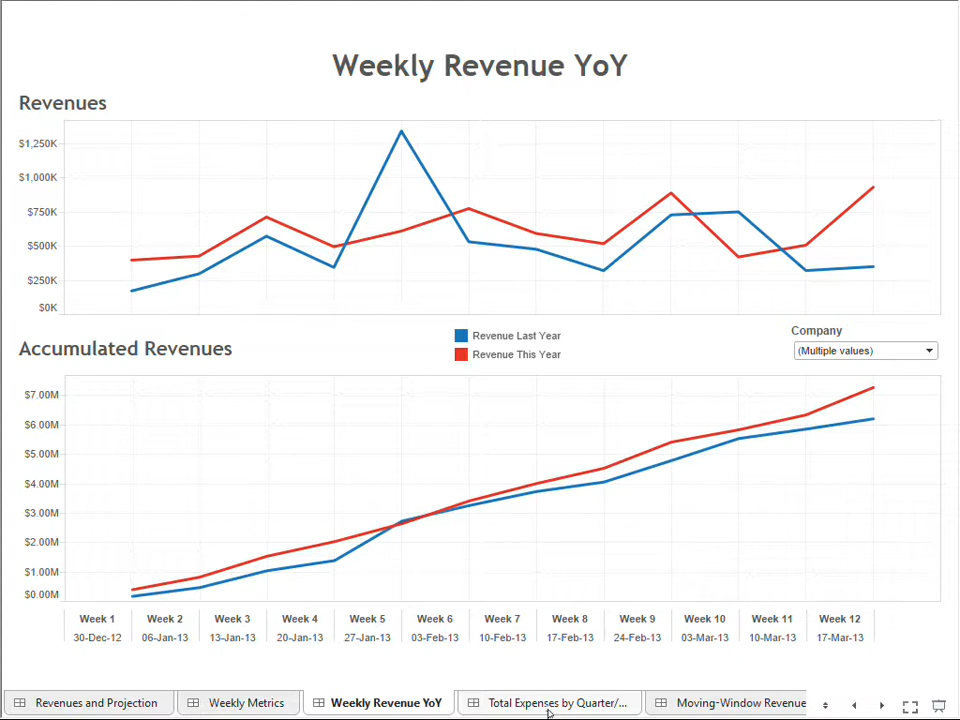 Weekly Revenue YoY
Revenues
$1,250K
$1,000K
$750K
$500K
$250K
$0K
Revenue Last Year
Revenue This Year
Company
(Multiple values)
Accumulated Revenues
$7.00M
$6.00M
$5.00M
$4.00M
$3.00M
$2.00M
$1.00M
$0.00M
Week 1 Week 2 Week 3 Week 4 Week 5 Week 6 Week 7 Week 8 Week 9 Week 10 Week 11 Week 12
30-Dec-12 06-Jan-13 13-Jan-13 20-Jan-13 27-Jan-13 03-Feb-13 10-Feb-13 17-Feb-13 24-Feb-13 03-Mar-13 10-Mar-13 17-Mar-13
Revenues and Projection Weekly Metrics Weekly Revenue YoY Total Expenses by Quarter/... Moving-Window Revenue